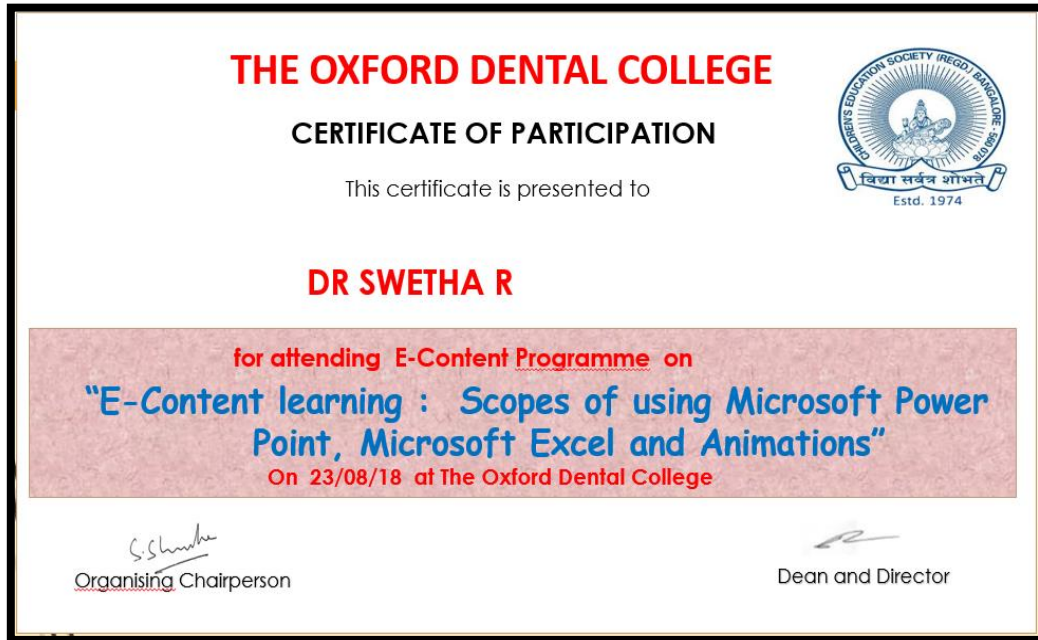 THE OXFORD DENTAL COLLEGE
CERTIFICATE OF PARTICIPATION
This certificate is presented to
CHILDREN'S EDUCATION SOCIETY (REGD.) BANGALORE - 560 078
विद्या सर्वत्र शोभते
Estd. 1974
DR SWETHA R
for attending E-Content Programme on
“E-Content learning : Scopes of using Microsoft Power
Point, Microsoft Excel and Animations”
On 23/08/18 at The Oxford Dental College
Organising Chairperson
Dean and Director